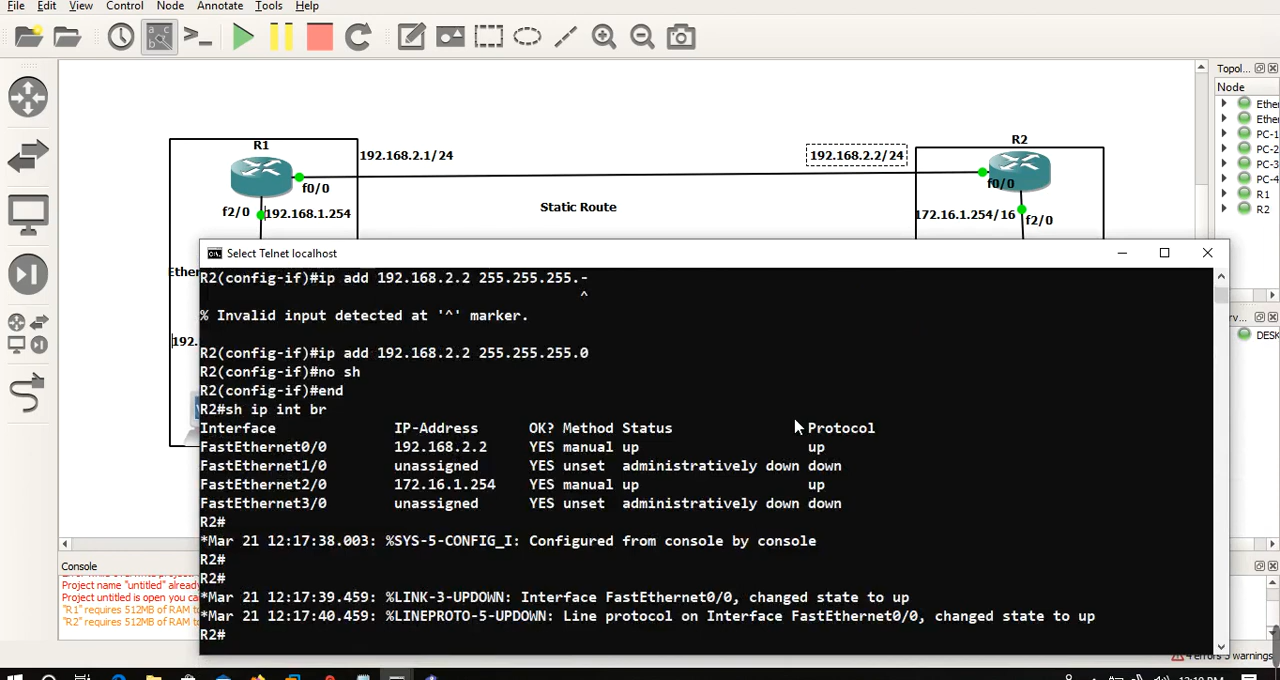 File Edit View Control Node Annotate Tools Help
Topol...
Node
Ether
Ether
PC-1
PC-3
PC-2
PC-4
R1
R2
R1
192.168.2.1/24
192.168.2.2/24
R2
f0/0
f0/0
f2/0
192.168.1.254
Static Route
172.16.1.254/16
f2/0
Select Telnet localhost
R2(config-if)#ip add 192.168.2.2 255.255.255.-
^
% Invalid input detected at '^' marker.
R2(config-if)#ip add 192.168.2.2 255.255.255.0
R2(config-if)#no sh
R2(config-if)#end
R2#sh ip int br
Interface IP-Address OK? Method Status Protocol
FastEthernet0/0 192.168.2.2 YES manual up up
FastEthernet1/0 unassigned YES unset administratively down down
FastEthernet2/0 172.16.1.254 YES manual up up
FastEthernet3/0 unassigned YES unset administratively down down
R2#
*Mar 21 12:17:38.003: %SYS-5-CONFIG_I: Configured from console by console
R2#
R2#
*Mar 21 12:17:39.459: %LINK-3-UPDOWN: Interface FastEthernet0/0, changed state to up
*Mar 21 12:17:40.459: %LINEPROTO-5-UPDOWN: Line protocol on Interface FastEthernet0/0, changed state to up
R2#
Ethe
192.
DESK
Console
Project name "untitled" already
Project untitled is open you ca
"R1" requires 512MB of RAM to
"R2" requires 512MB of RAM to
warnings